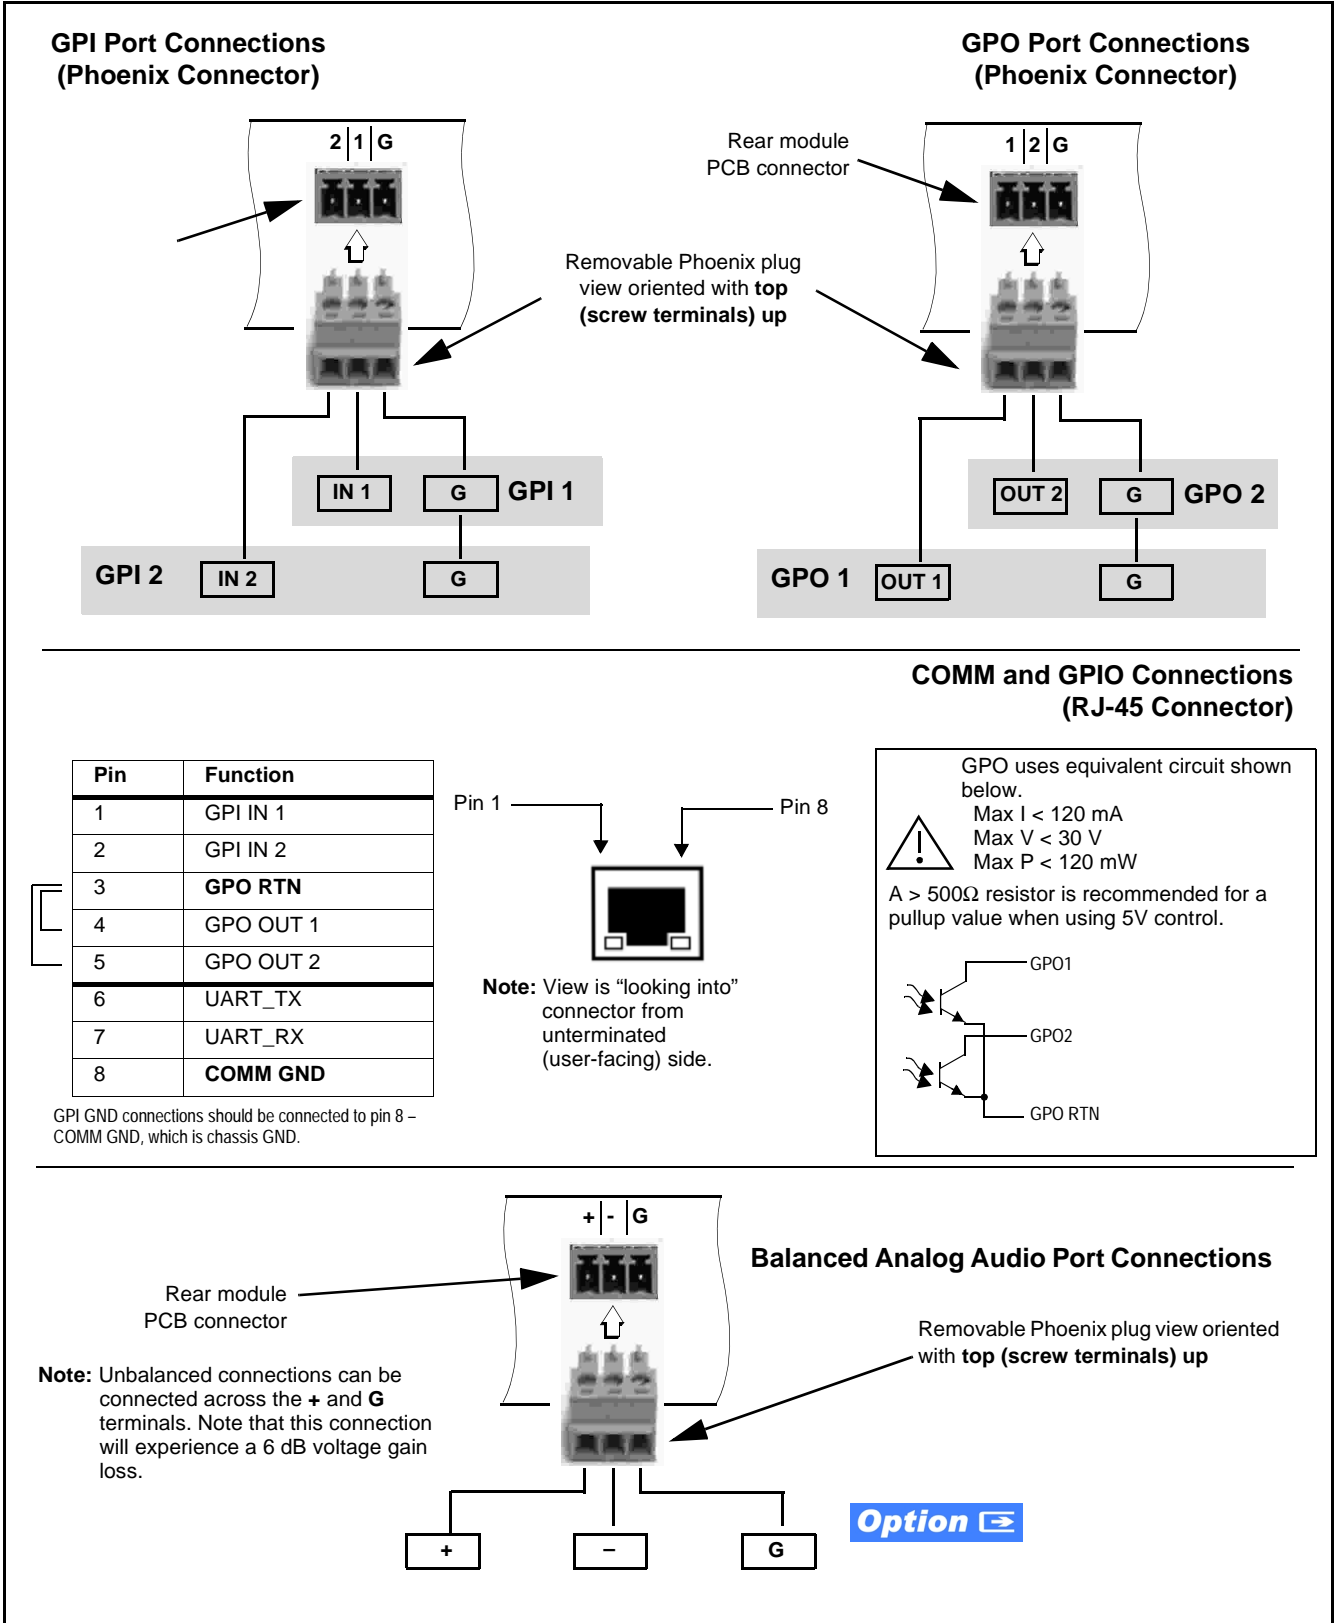 GPI Port Connections
(Phoenix Connector)
GPO Port Connections
(Phoenix Connector)
2 1 G
Rear module
PCB connector
1 2 G
Removable Phoenix plug
view oriented with top
(screw terminals) up
IN 1 G GPI 1
GPI 2 IN 2 G
OUT 2 G GPO 2
GPO 1 OUT 1 G
COMM and GPIO Connections
(RJ-45 Connector)
Pin Function
1 GPI IN 1
2 GPI IN 2
3 GPO RTN
4 GPO OUT 1
5 GPO OUT 2
6 UART_TX
7 UART_RX
8 COMM GND
GPI GND connections should be connected to pin 8 –
COMM GND, which is chassis GND.
Pin 1
Pin 8
Note: View is “looking into”
connector from
unterminated
(user-facing) side.
GPO uses equivalent circuit shown
below.
Max I < 120 mA
Max V < 30 V
Max P < 120 mW
!
A > 500Ω resistor is recommended for a
pullup value when using 5V control.
GPO1
GPO2
GPO RTN
+ - G
Balanced Analog Audio Port Connections
Rear module
PCB connector
Removable Phoenix plug view oriented
with top (screw terminals) up
Note: Unbalanced connections can be
connected across the + and G
terminals. Note that this connection
will experience a 6 dB voltage gain
loss.
+ – G
Option